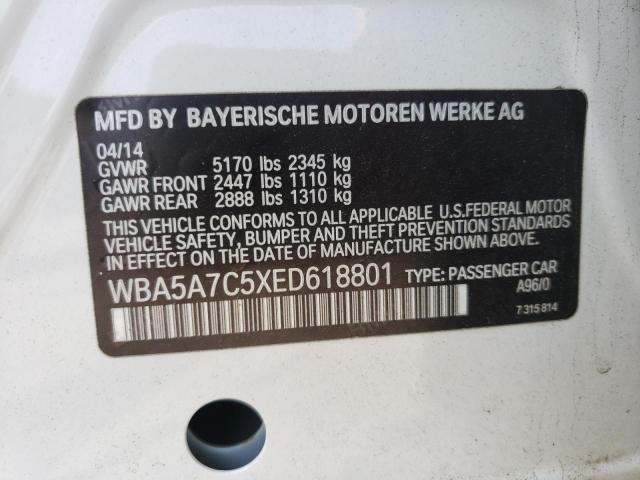 MFD BY BAYERISCHE MOTOREN WERKE AG
04/14
GVWR 5170 lbs 2345 kg
GAWR FRONT 2447 lbs 1110 kg
GAWR REAR 2888 lbs 1310 kg
THIS VEHICLE CONFORMS TO ALL APPLICABLE U.S.FEDERAL MOTOR
VEHICLE SAFETY, BUMPER AND THEFT PREVENTION STANDARDS
IN EFFECT ON THE DATE OF MANUFACTURE SHOWN ABOVE.
WBA5A7C5XED618801 TYPE: PASSENGER CAR
A96/0
7 315 814